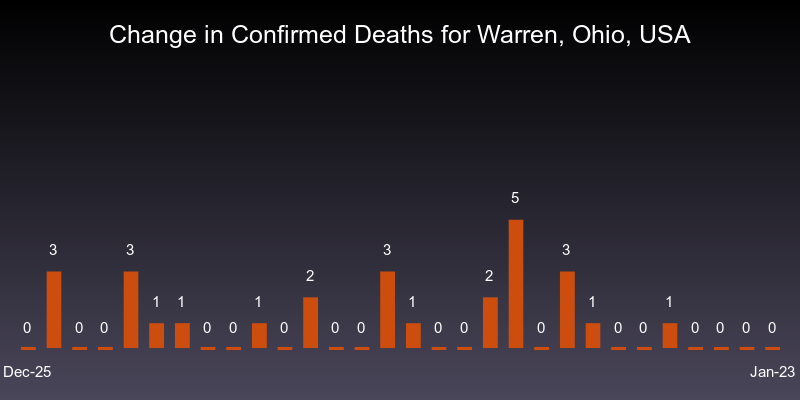 Change in Confirmed Deaths for Warren, Ohio, USA
5
3 3 3 3
2 2
1 1 1 1 1 1
0 0 0 0 0 0 0 0 0 0 0 0 0 0 0 0 0
Dec-25 Jan-23